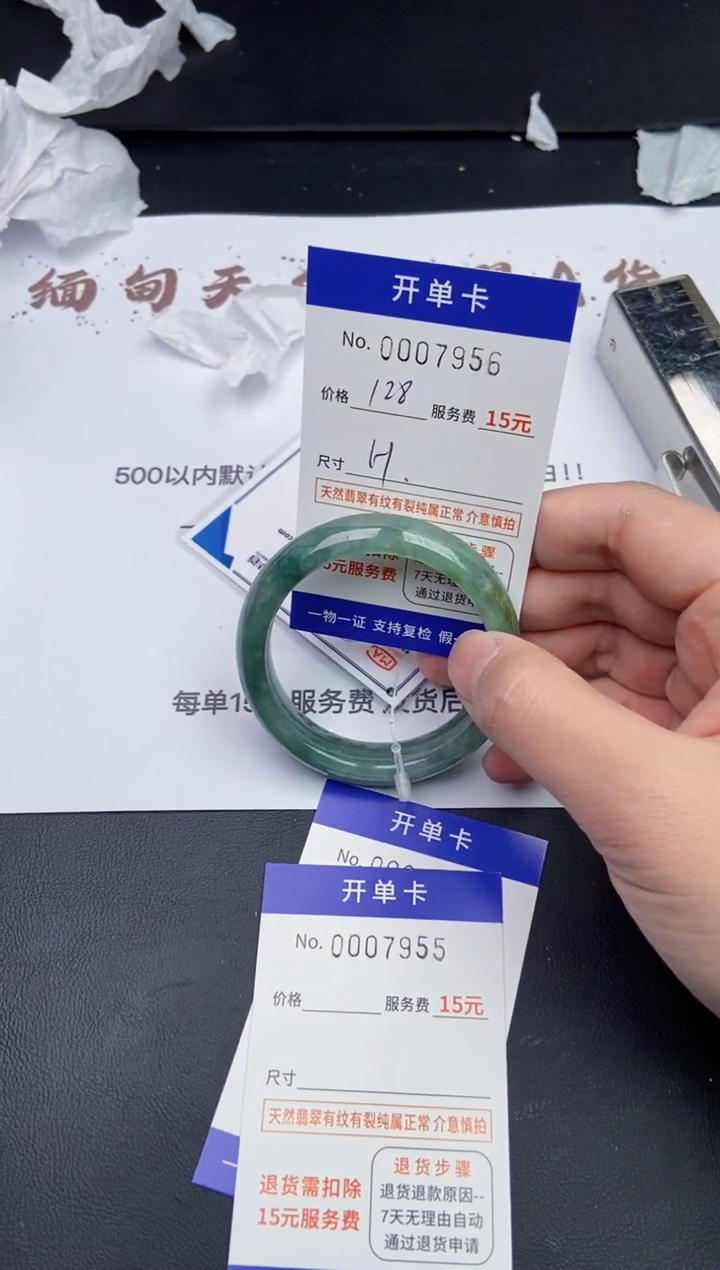 缅甸天 货
开单卡
No. 0007956
价格 128 服务费 15元
尺寸
天然翡翠有纹有裂纯属正常 介意慎拍
骤
元服务费
7天无理
通过退货
一物一证 支持复检 假一
500以内默认 !!
每单15 服务费 发货后
开单卡
No. 000
开单卡
No. 0007955
价格 服务费 15元
尺寸
天然翡翠有纹有裂纯属正常 介意慎拍
退货需扣除
15元服务费
退货步骤
退货退款原因--
7天无理由自动
通过退货申请